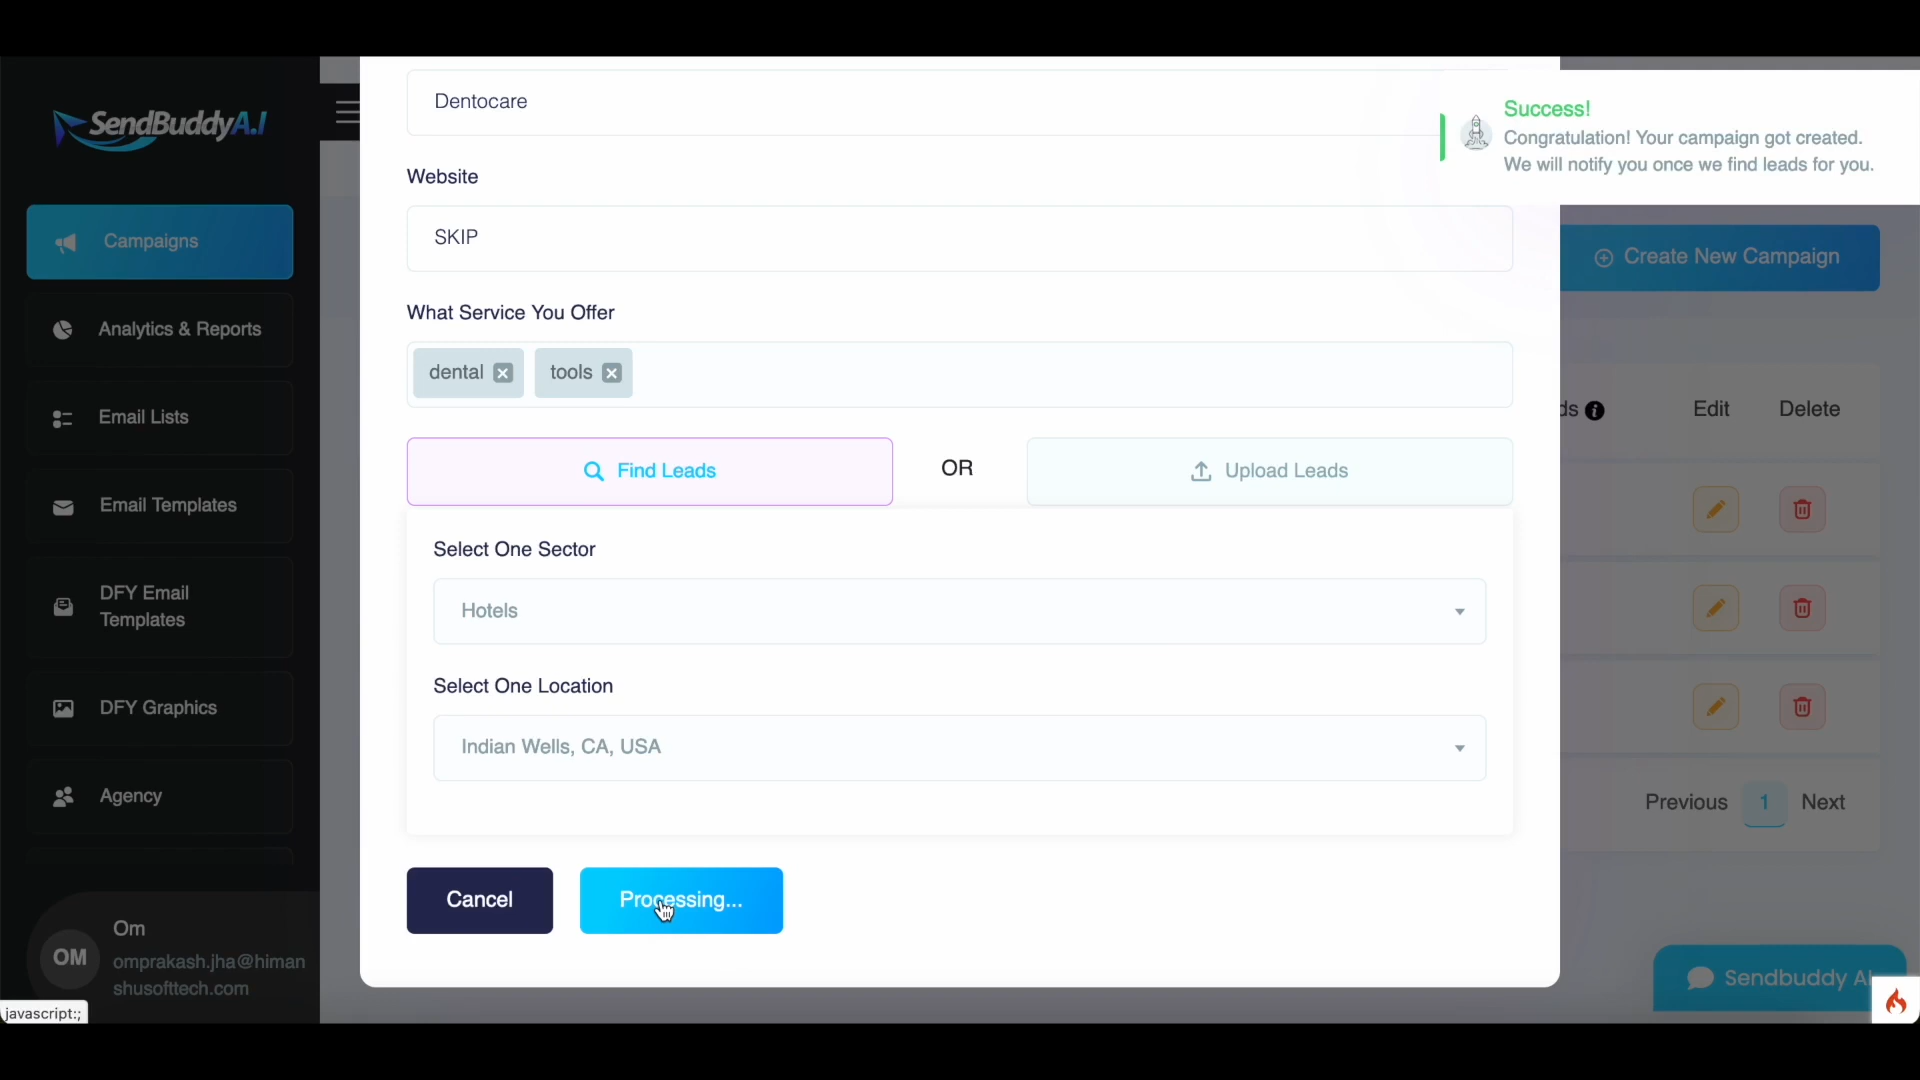 SendBuddyA.I
Campaigns
Analytics & Reports
Email Lists
Email Templates
DFY Email
Templates
DFY Graphics
Agency
OM
Om
omprakash.jha@himan
shusofttech.com
javascript:;
Dentocare
Website
SKIP
What Service You Offer
dental
tools
Find Leads
OR
Upload Leads
Select One Sector
Hotels
Select One Location
Indian Wells, CA, USA
Cancel
Processing...
Success!
Congratulation! Your campaign got created.
We will notify you once we find leads for you.
Create New Campaign
ds
Edit
Delete
Previous
1
Next
Sendbuddy AI